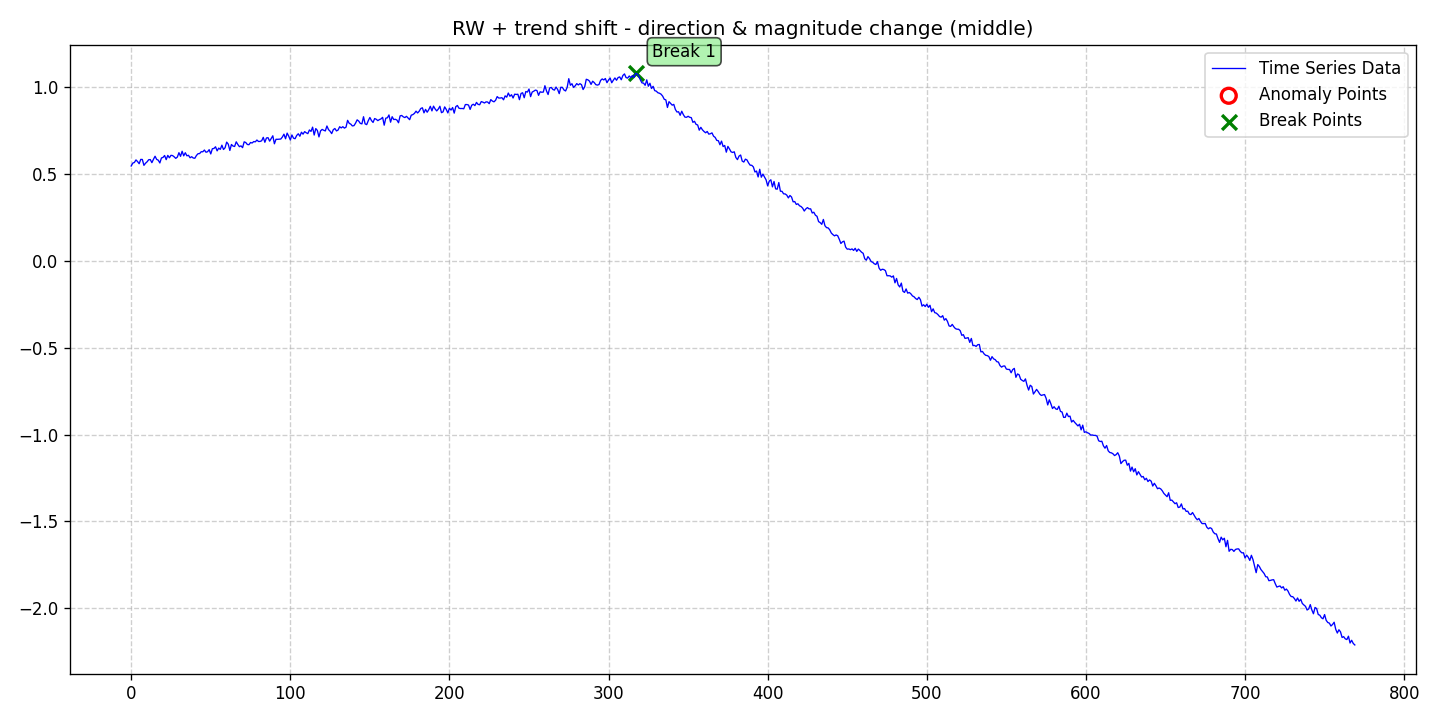 RW + trend shift - direction & magnitude change (middle)
Break 1
Time Series Data
Anomaly Points
Break Points
1.0
0.5
0.0
−0.5
−1.0
−1.5
−2.0
0 100 200 300 400 500 600 700 800